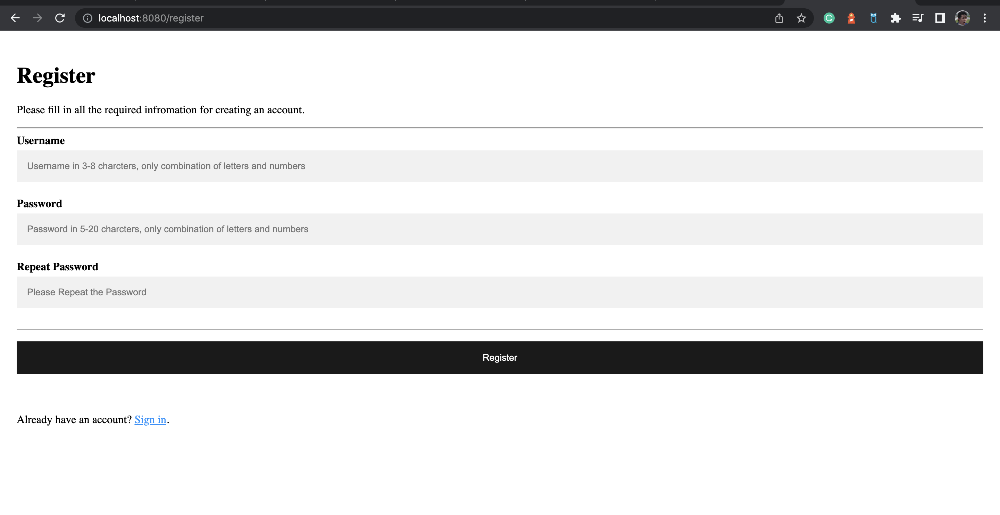 localhost:8080/register
Register
Please fill in all the required infromation for creating an account.
Username
Username in 3-8 charcters, only combination of letters and numbers
Password
Password in 5-20 charcters, only combination of letters and numbers
Repeat Password
Please Repeat the Password
Register
Already have an account? Sign in.